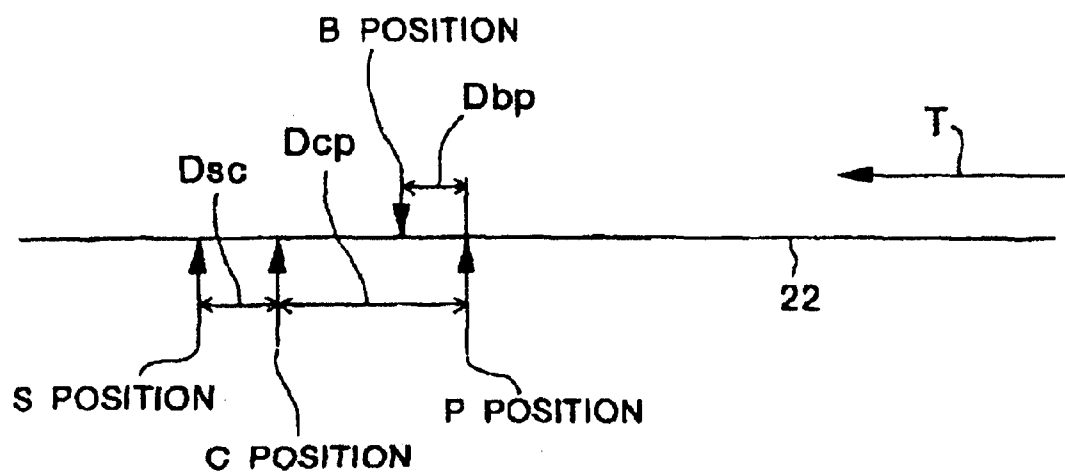 B POSITION
Dbp
T
Dcp
Dsc
22
S POSITION
P POSITION
C POSITION